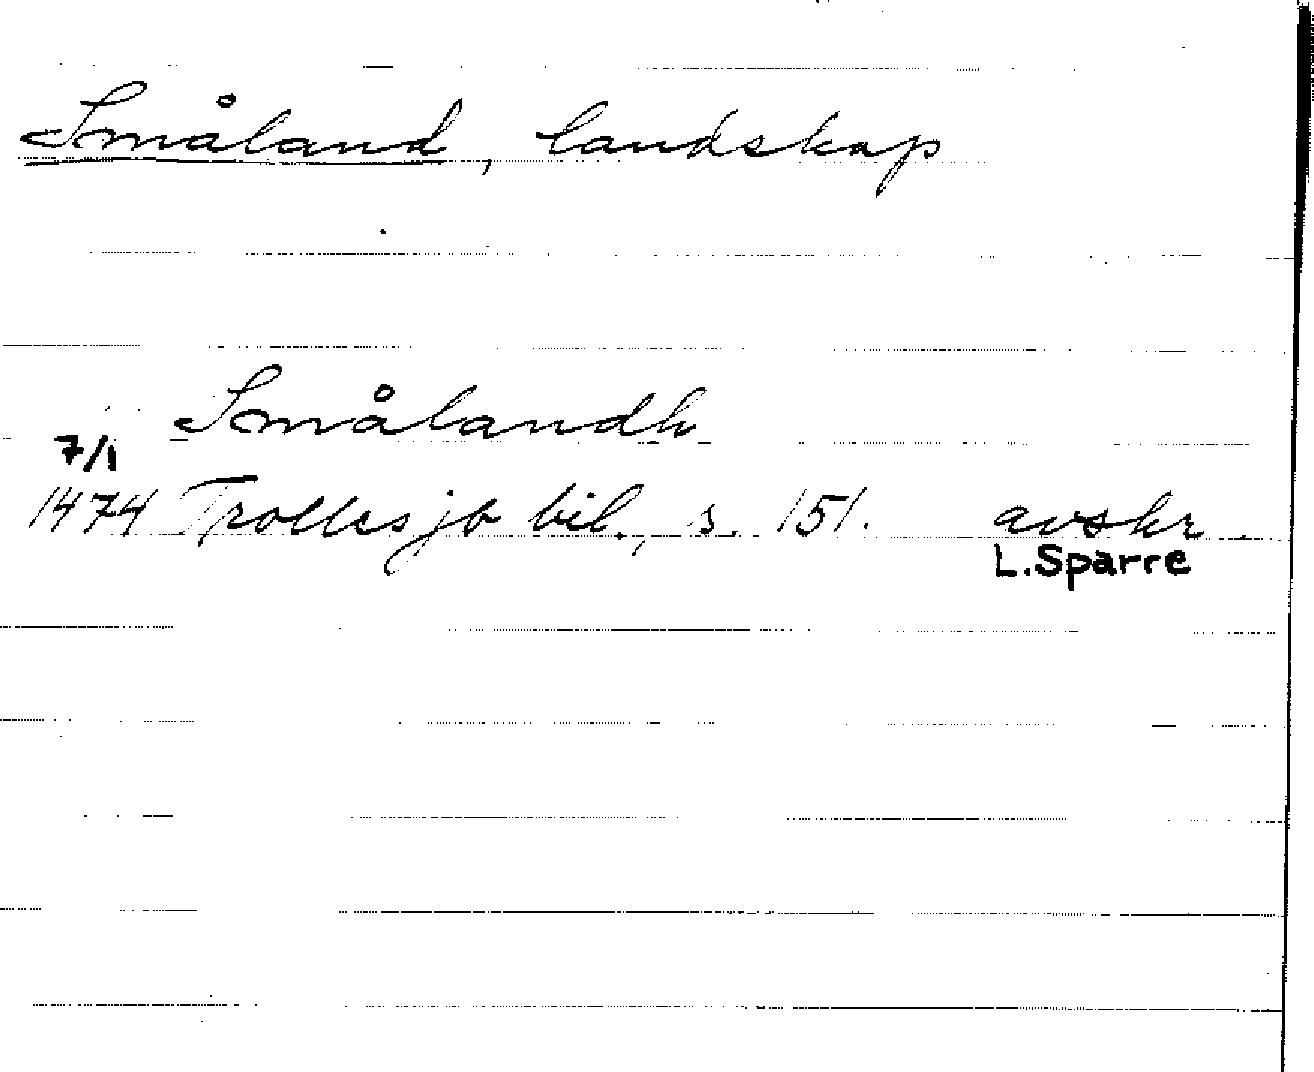 Småland, landskap
Smålandh
7/1
1474 Trolles jb bil., s. 151. avskr.
L.Sparre